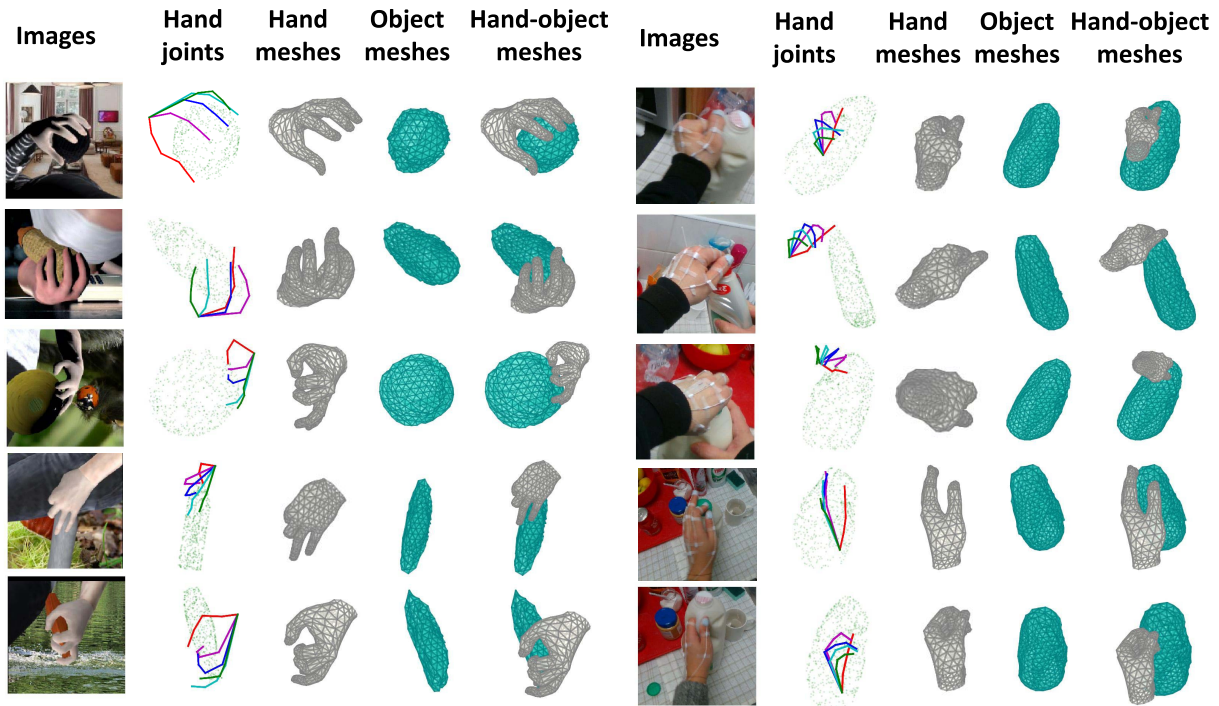 Images
Hand
joints
Hand
meshes
Object
meshes
Hand-object
meshes
Images
Hand
joints
Hand
meshes
Object
meshes
Hand-object
meshes